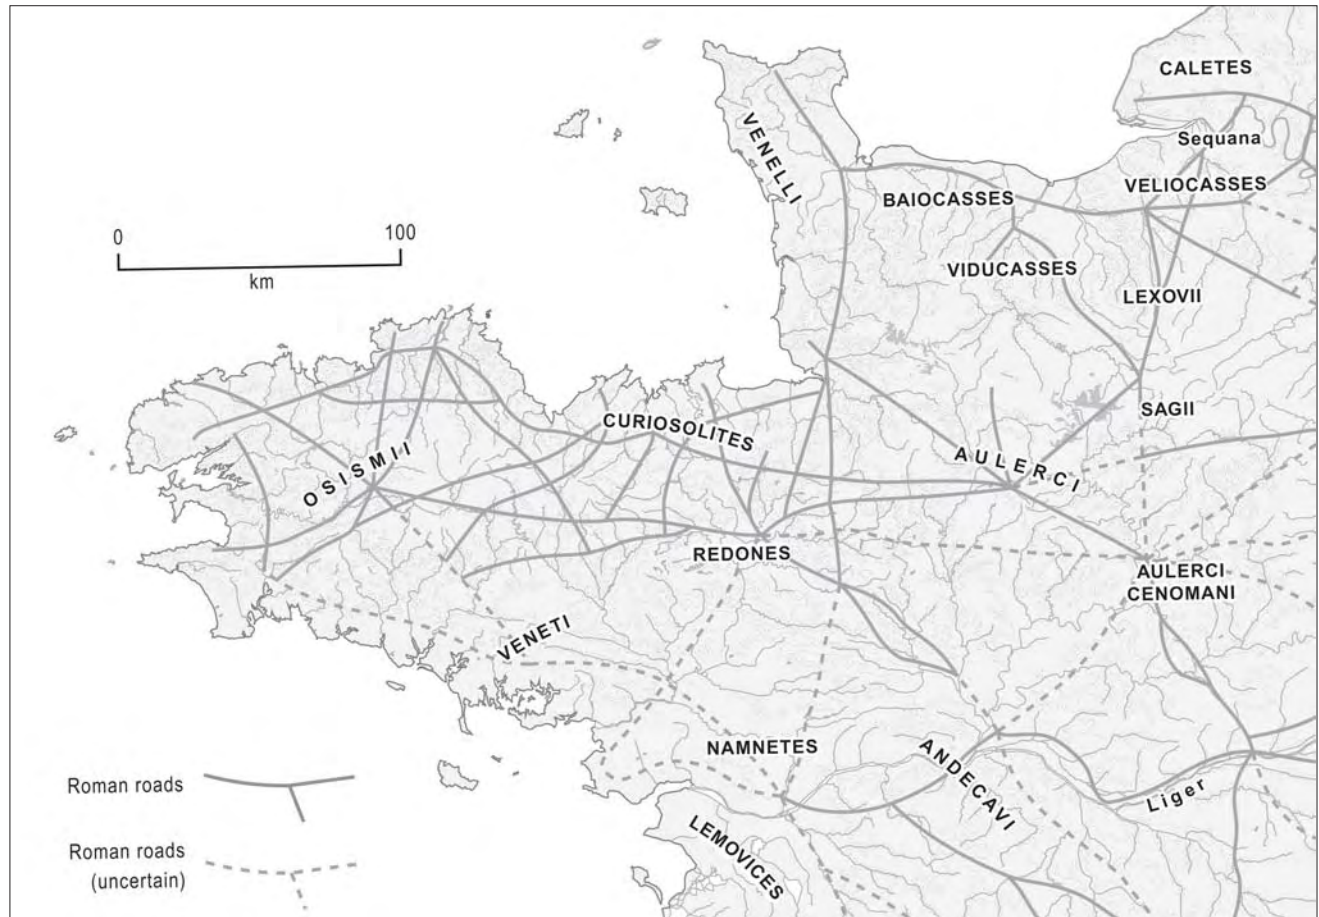 CALETES
Sequana
VENELLI
VELIOCASSES
BAIOCASSES
0 100
km
VIDUCASSES
LEXOVII
SAGII
CURIOSOLITES
AULERCI
OSISMII
REDONES
AULERCI
CENOMANI
VENETI
NAMNETES
ANDECAVI
Liger
LEMOVICES
Roman roads
Roman roads
(uncertain)